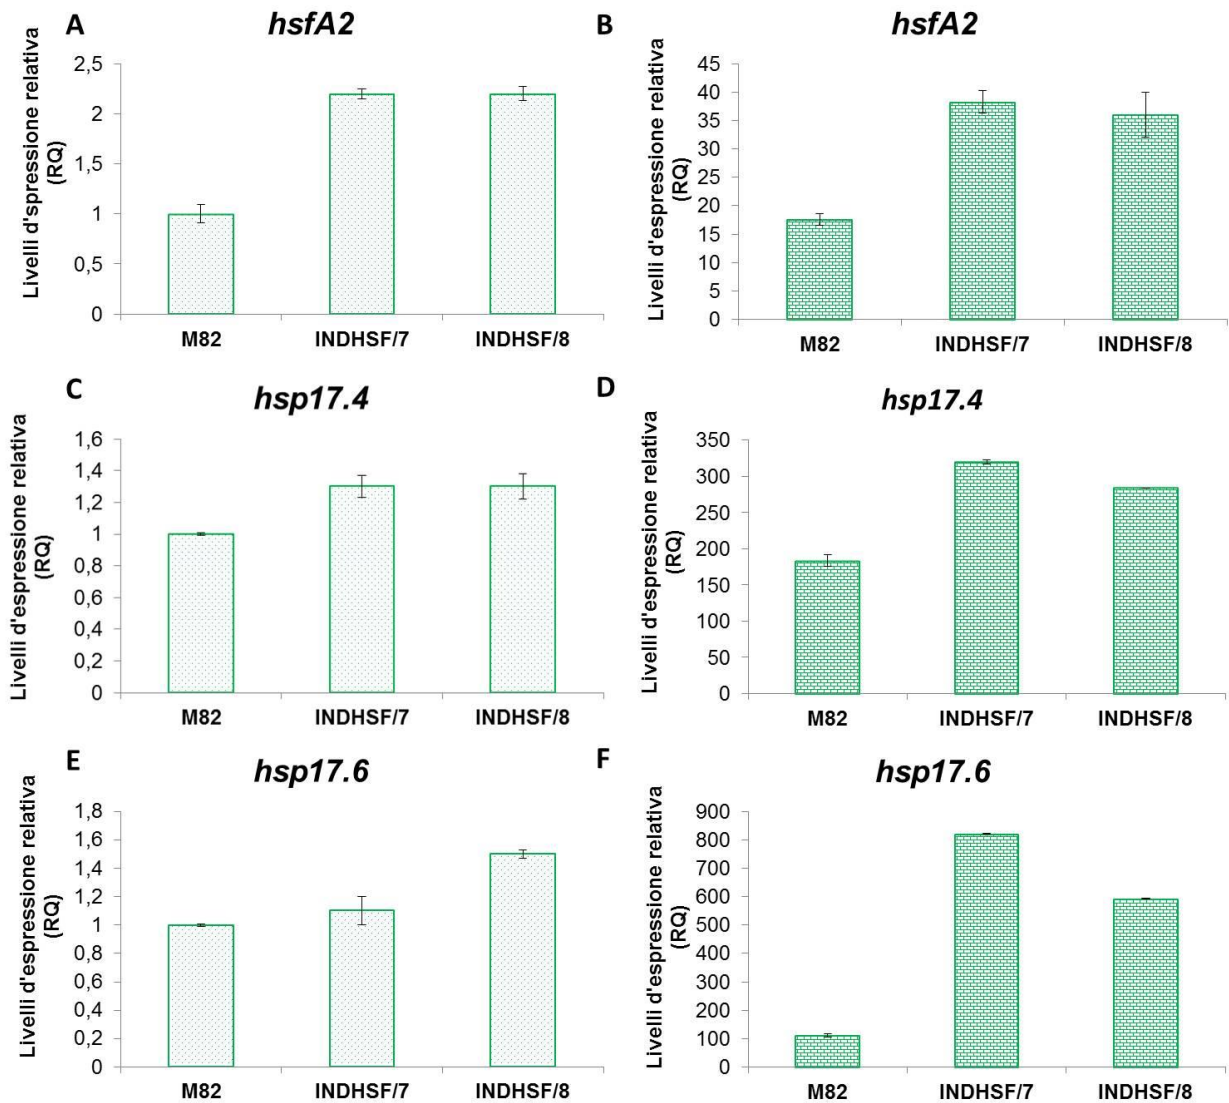 A
hsfA2
Livelli d'spressione relativa
(RQ)
2,5
2
1,5
1
0,5
0
M82
INDHSF/7
INDHSF/8
B
hsfA2
Livelli d'espressione relativa
(RQ)
45
40
35
30
25
20
15
10
5
0
M82
INDHSF/7
INDHSF/8
C
hsp17.4
Livelli d'espressione relativa
(RQ)
1,6
1,4
1,2
1
0,8
0,6
0,4
0,2
0
M82
INDHSF/7
INDHSF/8
D
hsp17.4
Livelli d'espressione relativa
(RQ)
350
300
250
200
150
100
50
0
M82
INDHSF/7
INDHSF/8
E
hsp17.6
Livelli d'espressione relativa
(RQ)
1,8
1,6
1,4
1,2
1
0,8
0,6
0,4
0,2
0
M82
INDHSF/7
INDHSF/8
F
hsp17.6
Livelli d'espressione relativa
(RQ)
900
800
700
600
500
400
300
200
100
0
M82
INDHSF/7
INDHSF/8